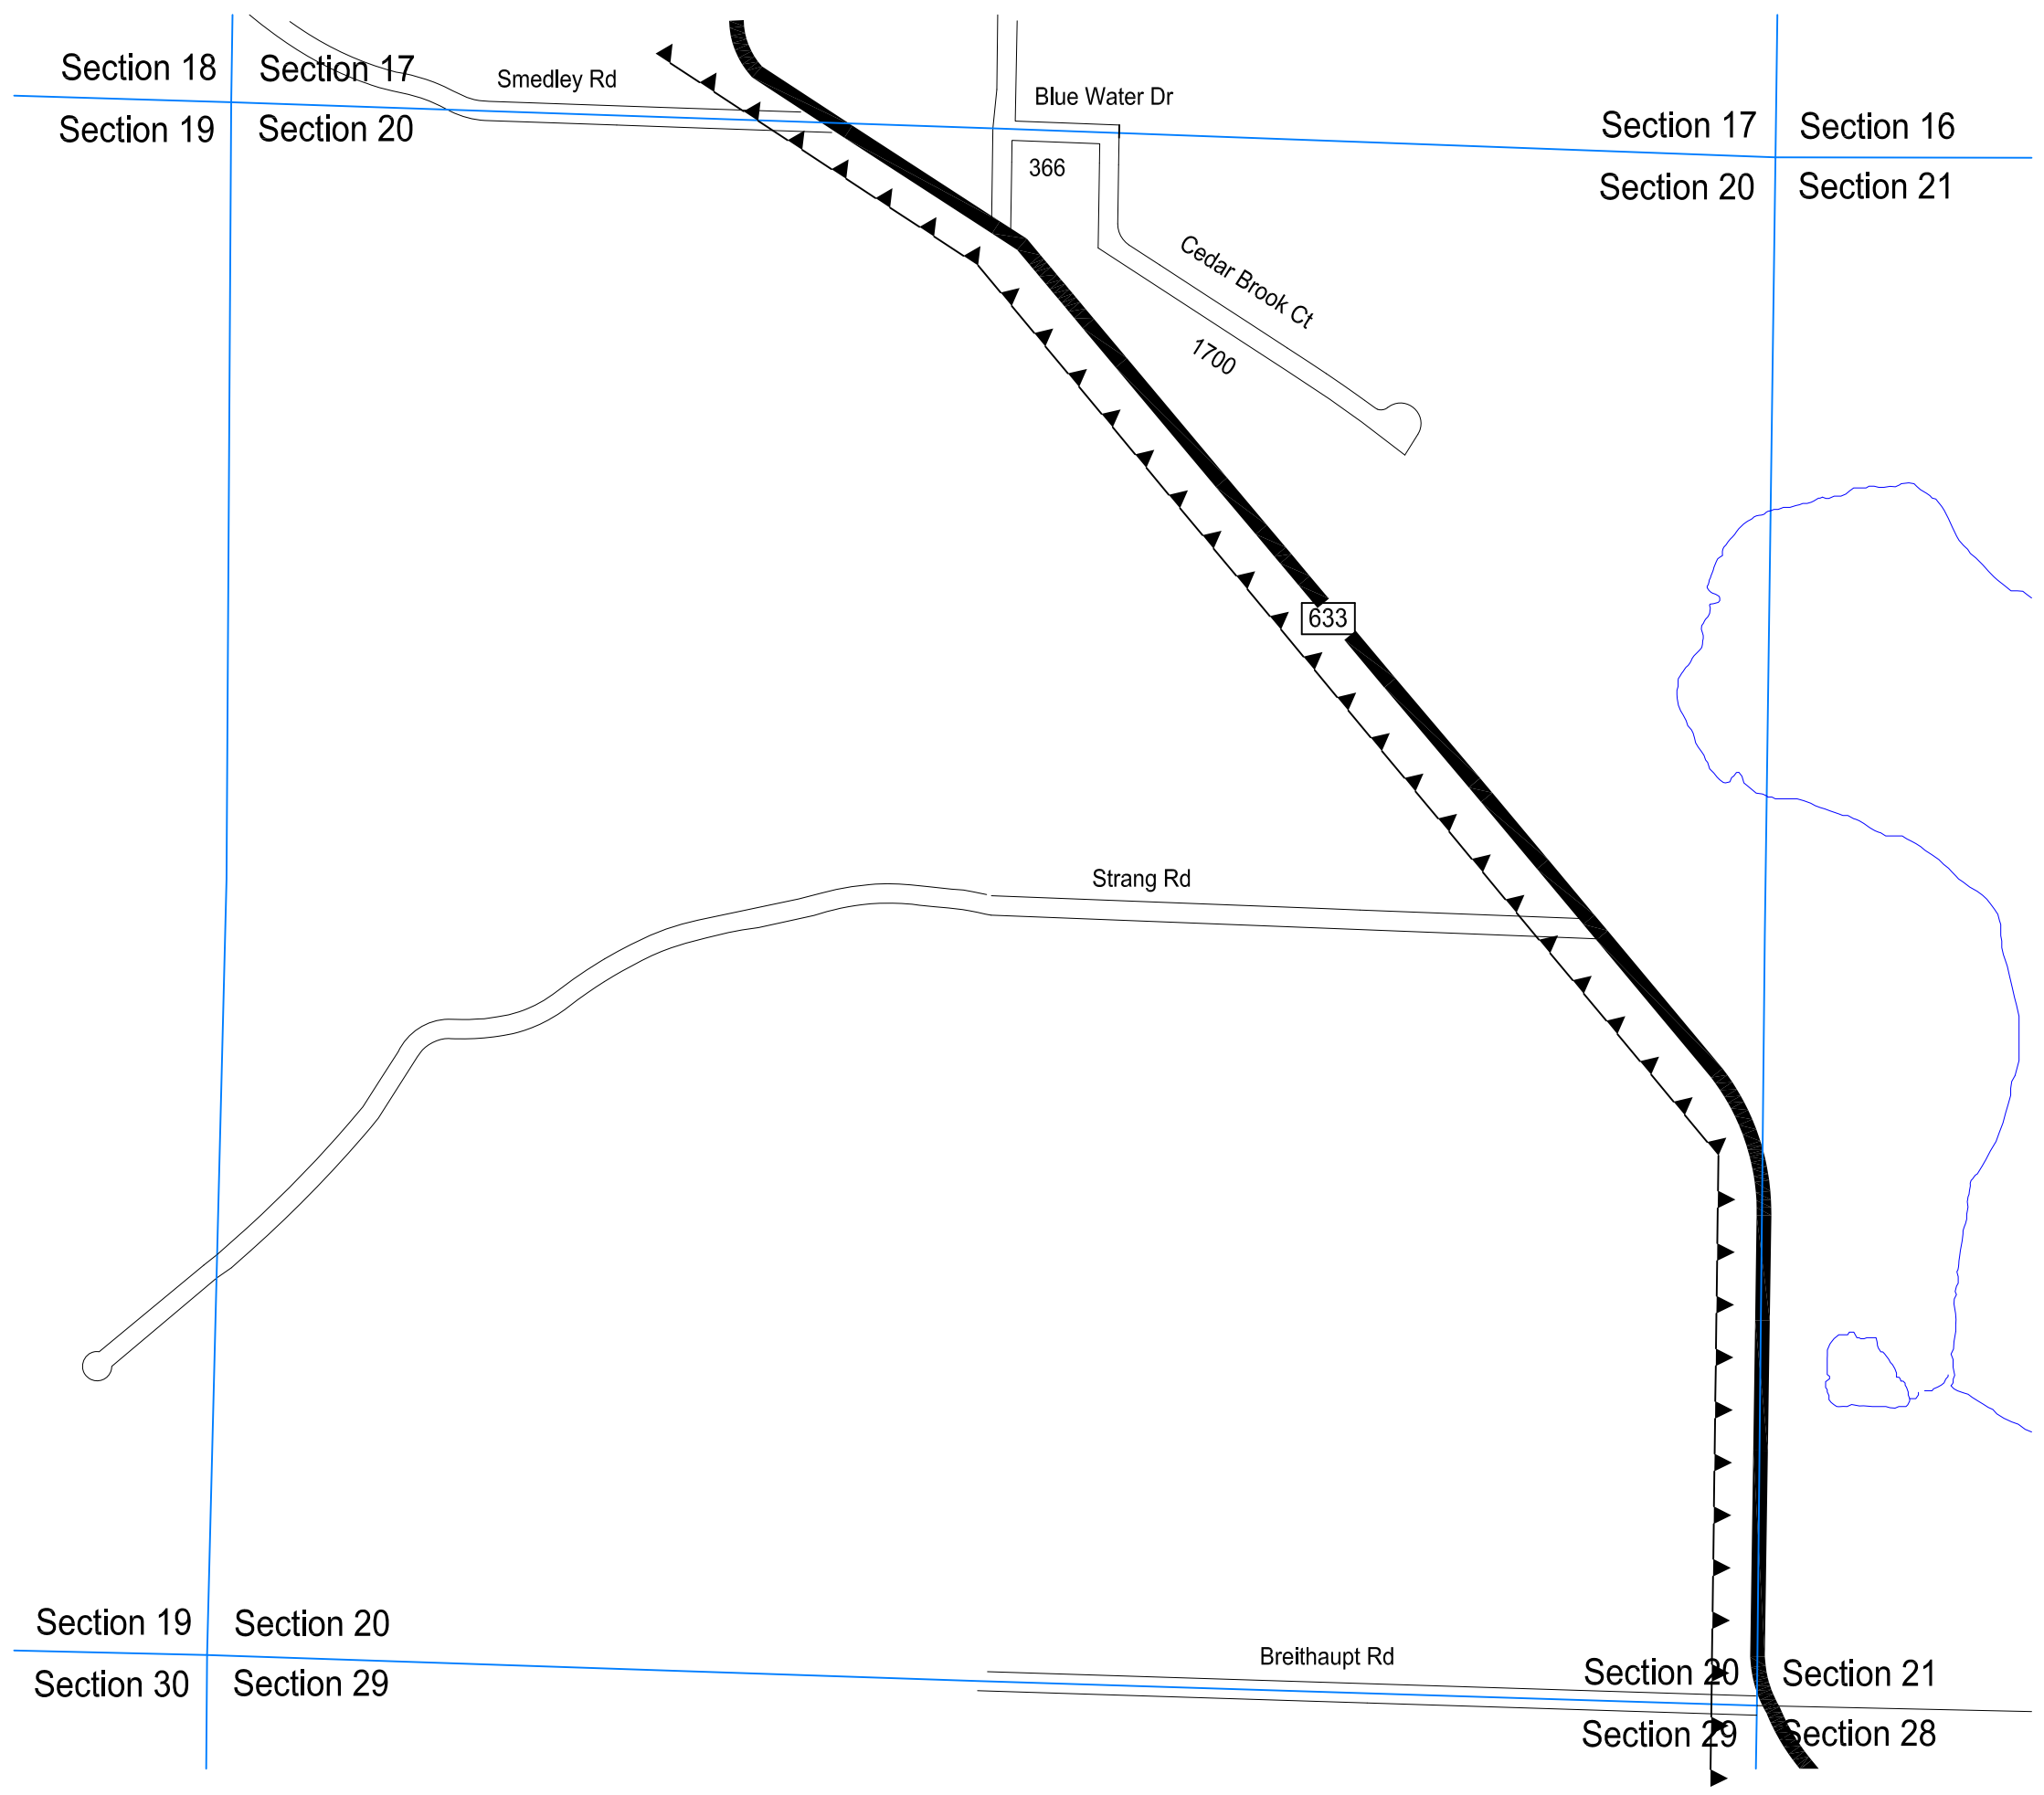 Section 18
Section 17
Smedley Rd
Blue Water Dr
Section 17
Section 16
Section 19
Section 20
366
Section 20
Section 21
Cedar Brook Ct
1700
633
Strang Rd
Section 19
Section 20
Breithaupt Rd
Section 20
Section 21
Section 30
Section 29
Section 29
Section 28